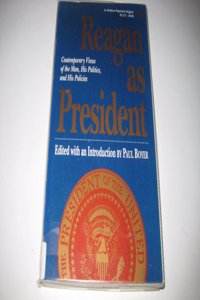 Reagan
as
President
Contemporary Views
of the Man, His Politics,
and His Policies
Edited with an Introduction by PAUL BOYER
THE PRESIDENT OF THE UNITED